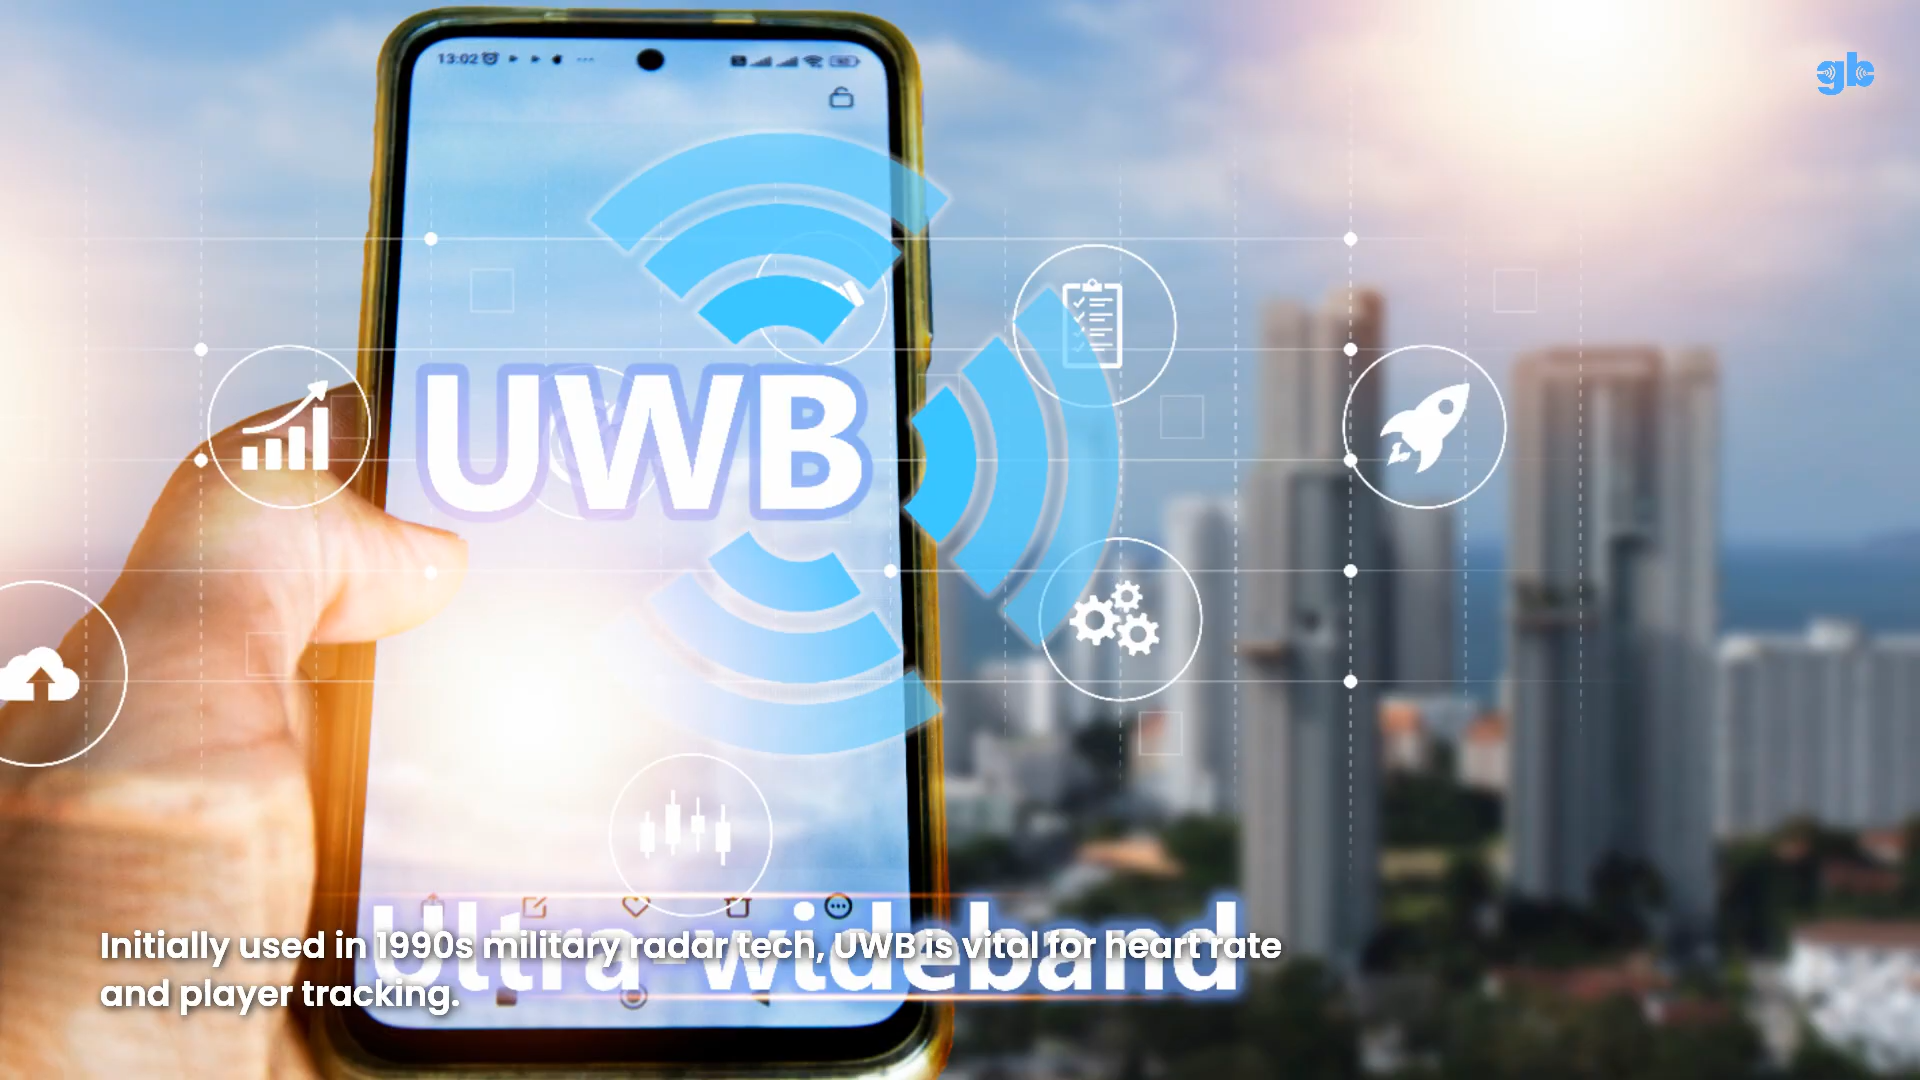 13:02
gb
UWB
Ultra-wideband
Initially used in 1990s military radar tech, UWB is vital for heart rate
and player tracking.